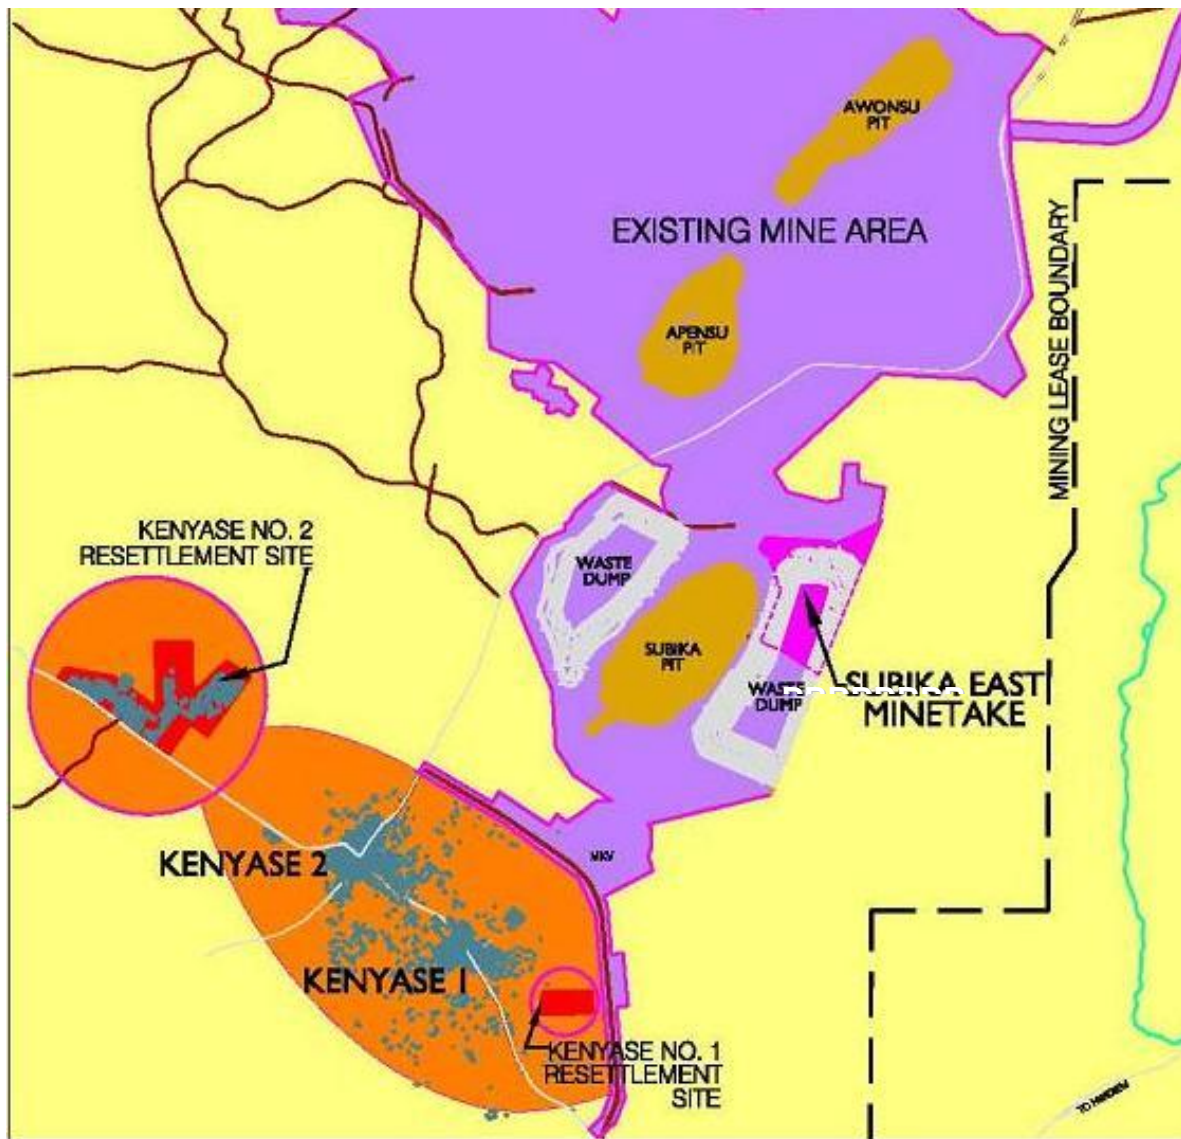 AWONSU
PIT
EXISTING MINE AREA
MINING LEASE BOUNDARY
APENSU
PIT
KENYASE NO. 2
RESETTLEMENT SITE
WASTE
DUMP
SUBIKA
PIT
WASTE
DUMP
SUBIKA EAST
MINETAKE
KENYASE 2
KENYASE 1
KENYASE NO. 1
RESETTLEMENT
SITE
TO